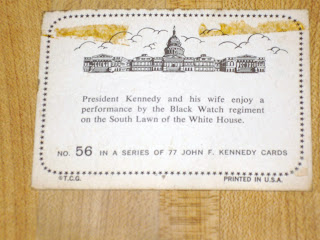 President Kennedy and his wife enjoy a
performance by the Black Watch regiment
on the South Lawn of the White House.
NO. 56 IN A SERIES OF 77 JOHN F. KENNEDY CARDS
©T.C.G. PRINTED IN U.S.A.